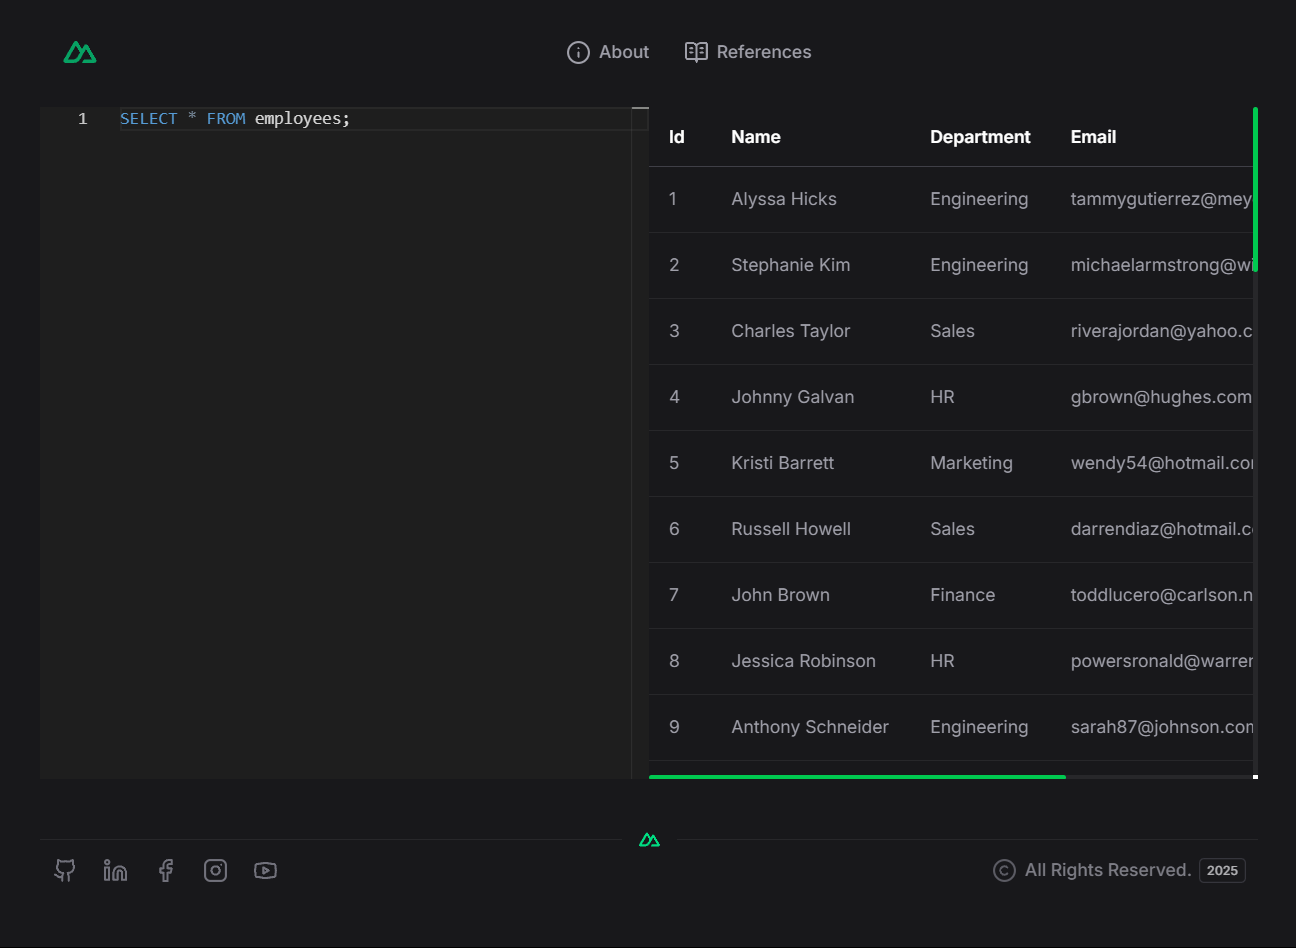 About References
1 SELECT * FROM employees;
Id Name Department Email
1 Alyssa Hicks Engineering tammygutierrez@mey
2 Stephanie Kim Engineering michaelarmstrong@wi
3 Charles Taylor Sales riverajordan@yahoo.c
4 Johnny Galvan HR gbrown@hughes.com
5 Kristi Barrett Marketing wendy54@hotmail.com
6 Russell Howell Sales darrendiaz@hotmail.c
7 John Brown Finance toddlucero@carlson.n
8 Jessica Robinson HR powersronald@warren
9 Anthony Schneider Engineering sarah87@johnson.com
© All Rights Reserved. 2025